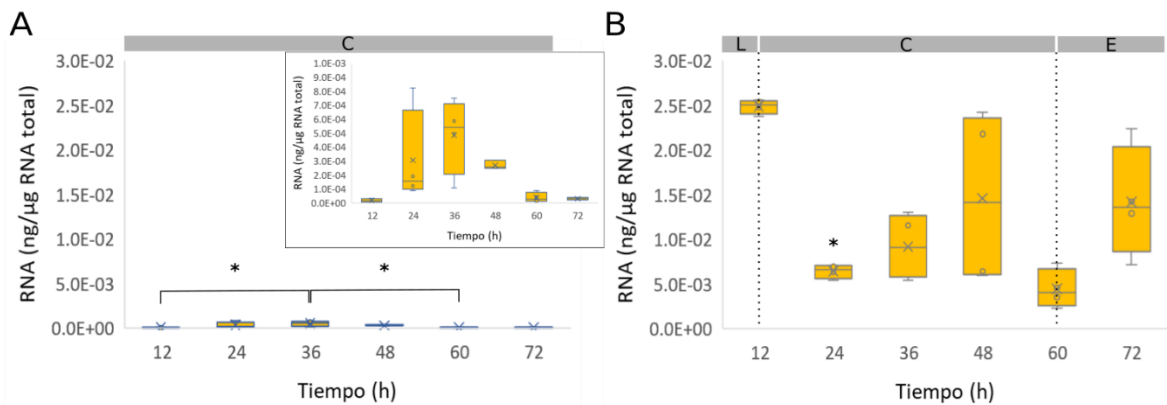 A
C
3.0E-02
2.5E-02
2.0E-02
1.5E-02
1.0E-02
5.0E-03
0.0E+00
RNA (ng/µg RNA total)
1.0E-03
9.0E-04
8.0E-04
7.0E-04
6.0E-04
5.0E-04
4.0E-04
3.0E-04
2.0E-04
1.0E-04
0.0E+00
RNA (ng/µg RNA total)
12 24 36 48 60 72
Tiempo (h)
* *
12 24 36 48 60 72
Tiempo (h)
B
L C E
3.0E-02
2.5E-02
2.0E-02
1.5E-02
1.0E-02
5.0E-03
0.0E+00
RNA (ng/µg RNA total)
*
12 24 36 48 60 72
Tiempo (h)